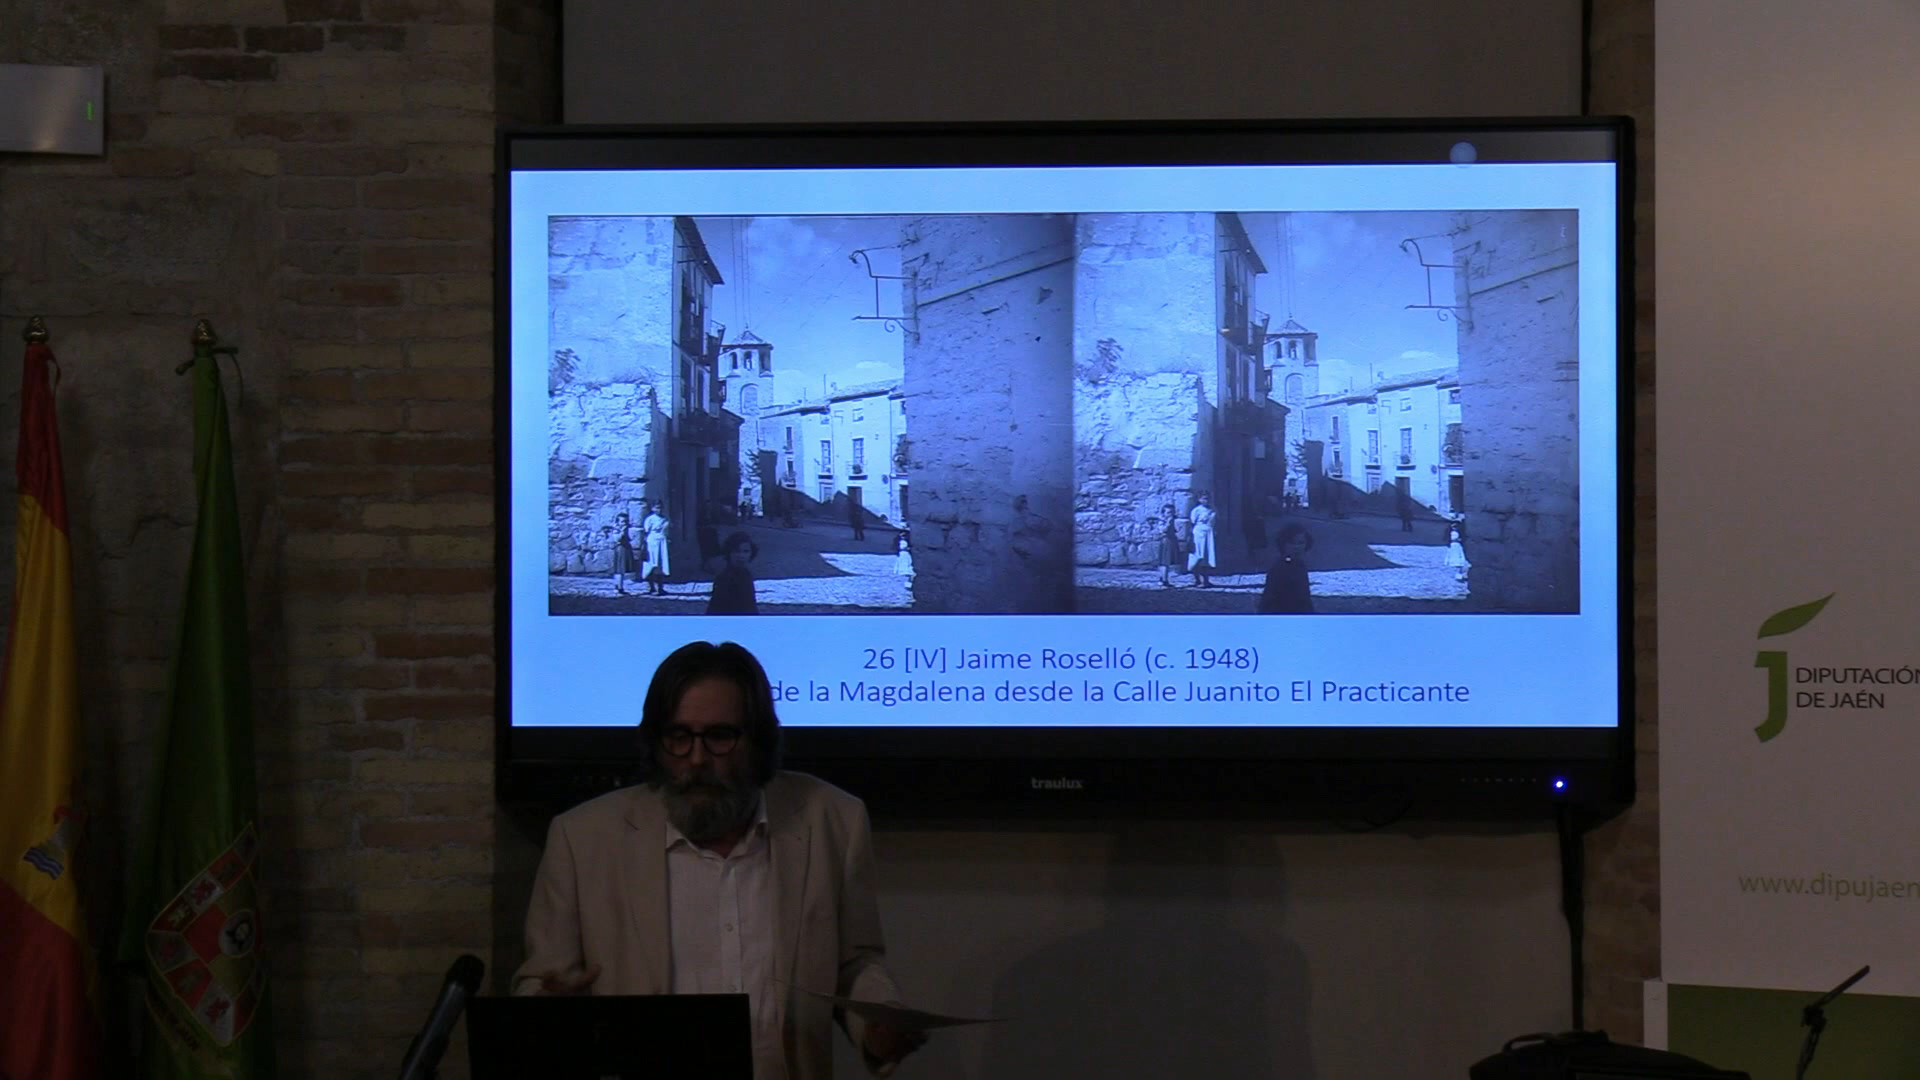 26 [IV] Jaime Roselló (c. 1948)
de la Magdalena desde la Calle Juanito El Practicante
traulux
DIPUTACIÓN
DE JAÉN
www.dipujaen